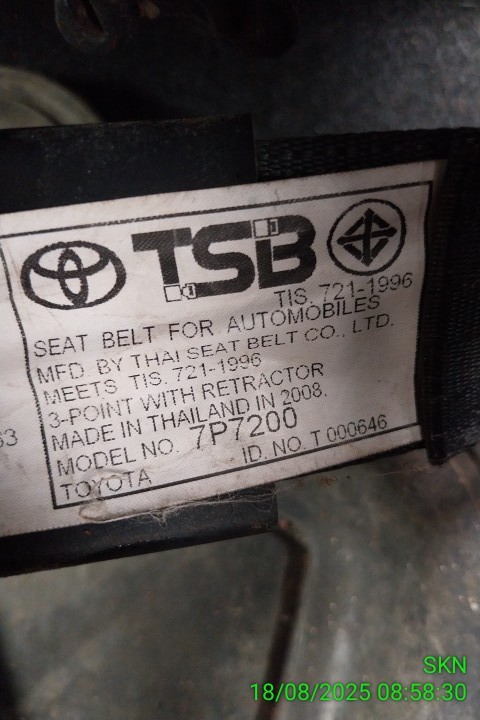 TSB
TIS. 721-1996
SEAT BELT FOR AUTOMOBILES
MFD. BY THAI SEAT BELT CO., LTD.
MEETS TIS. 721-1996
3-POINT WITH RETRACTOR
MADE IN THAILAND IN 2008.
MODEL NO. 7P7200
TOYOTA ID. NO. T 000646
SKN
18/08/2025 08:58:30